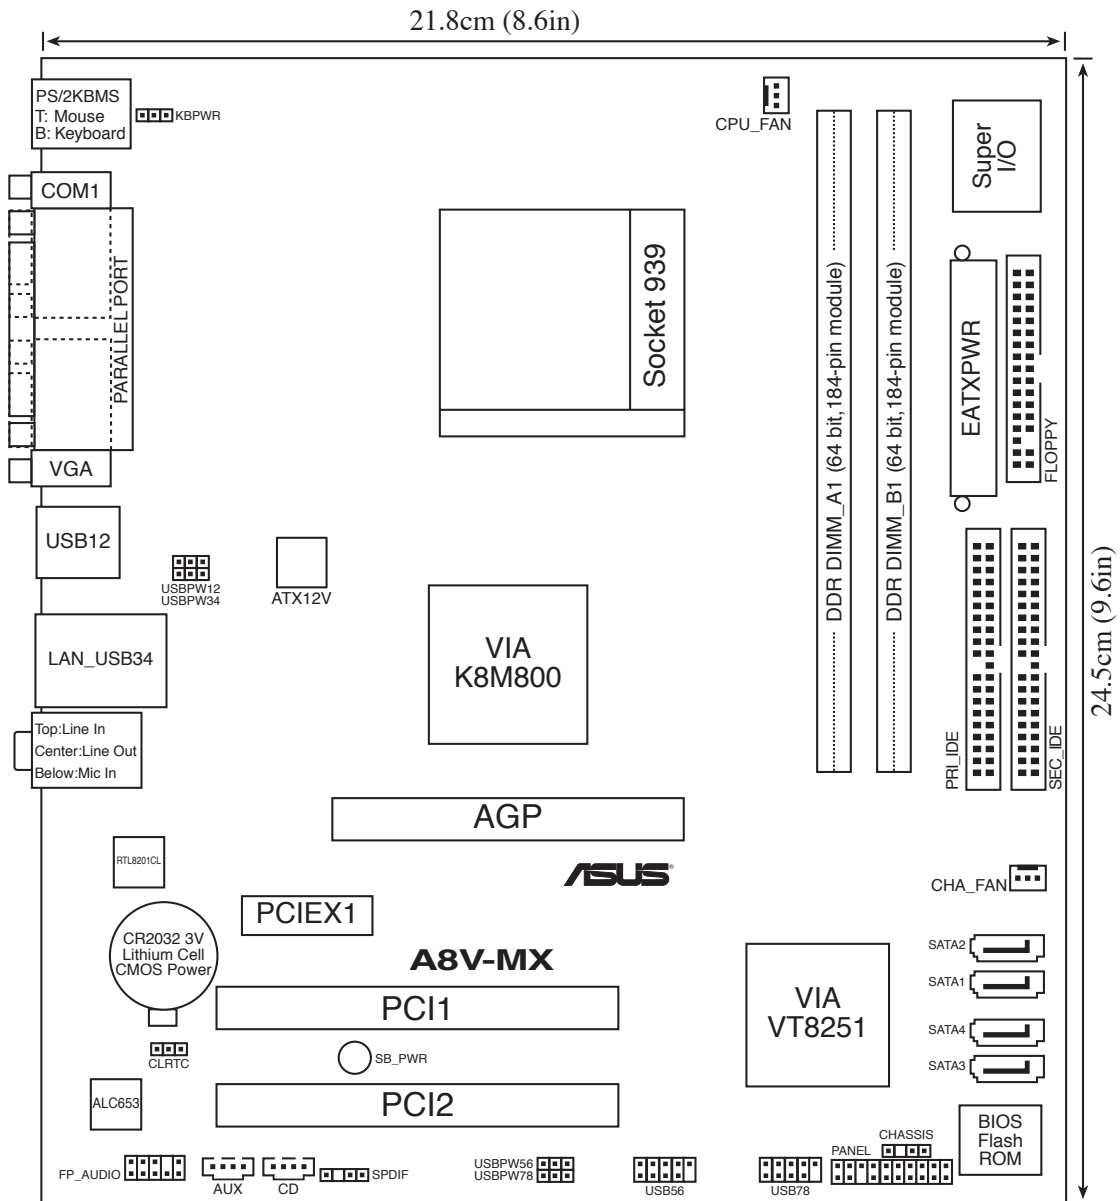 21.8cm (8.6in)
PS/2KBMS
T: Mouse
B: Keyboard
KBPWR
CPU_FAN
Super
I/O
COM1
PARALLEL PORT
Socket 939
DDR DIMM_A1 (64 bit,184-pin module)
DDR DIMM_B1 (64 bit,184-pin module)
EATXPWR
FLOPPY
VGA
USB12
USBPW12
USBPW34
ATX12V
24.5cm (9.6in)
LAN_USB34
VIA
K8M800
Top:Line In
Center:Line Out
Below:Mic In
PRI_IDE
SEC_IDE
AGP
RTL8201CL
ASUS®
CHA_FAN
PCIEX1
CR2032 3V
Lithium Cell
CMOS Power
A8V-MX
SATA2
SATA1
PCI1
VIA
VT8251
SATA4
SATA3
CLRTC
SB_PWR
ALC653
PCI2
BIOS
Flash
ROM
CHASSIS
PANEL
FP_AUDIO
AUX
CD
SPDIF
USBPW56
USBPW78
USB56
USB78